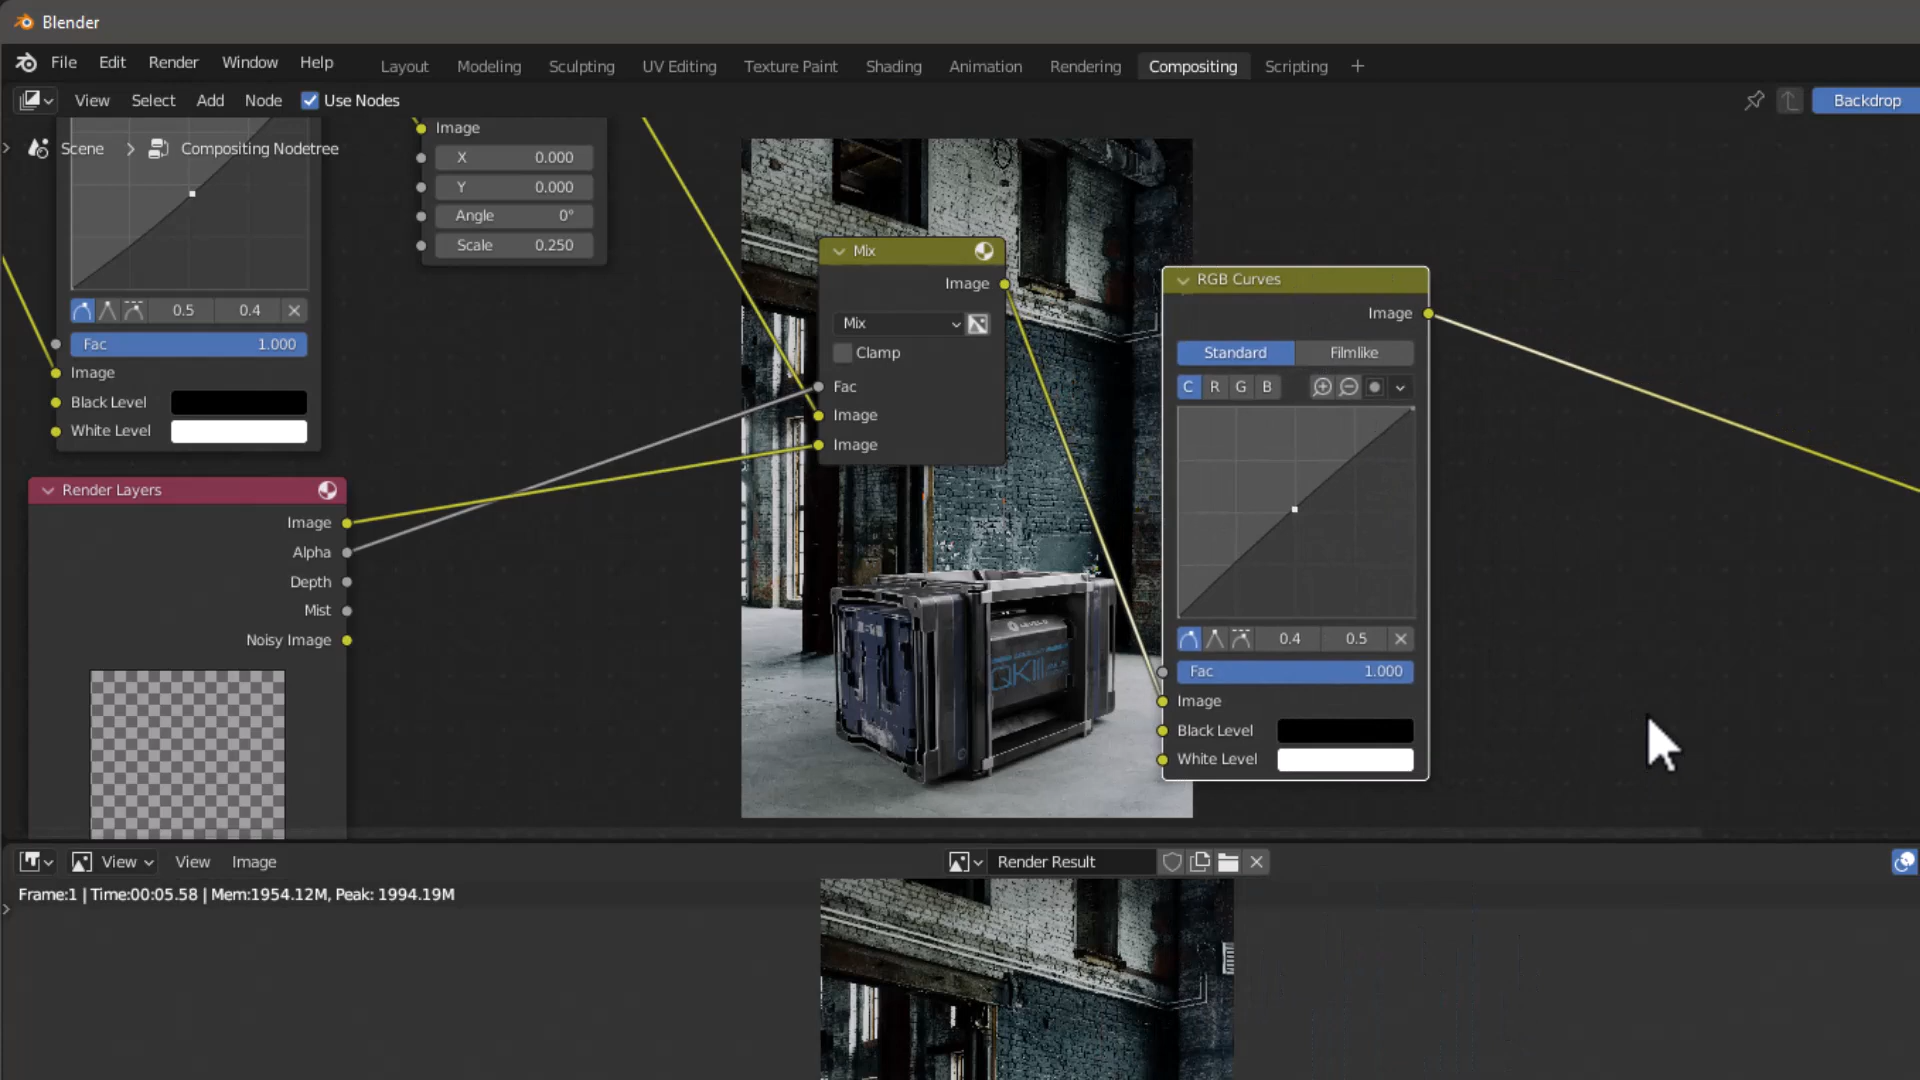 Blender
File Edit Render Window Help Layout Modeling Sculpting UV Editing Texture Paint Shading Animation Rendering Compositing Scripting +
View Select Add Node Use Nodes Backdrop
Scene > Compositing Nodetree
0.5 0.4
Fac 1.000
Image
Black Level
White Level
Image
X 0.000
Y 0.000
Angle 0°
Scale 0.250
Mix
Image
Mix
Clamp
Fac
Image
Image
RGB Curves
Image
Standard Filmlike
C R G B
0.4 0.5
Fac 1.000
Image
Black Level
White Level
Render Layers
Image
Alpha
Depth
Mist
Noisy Image
QKIII
View View Image Render Result
Frame:1 | Time:00:05.58 | Mem:1954.12M, Peak: 1994.19M